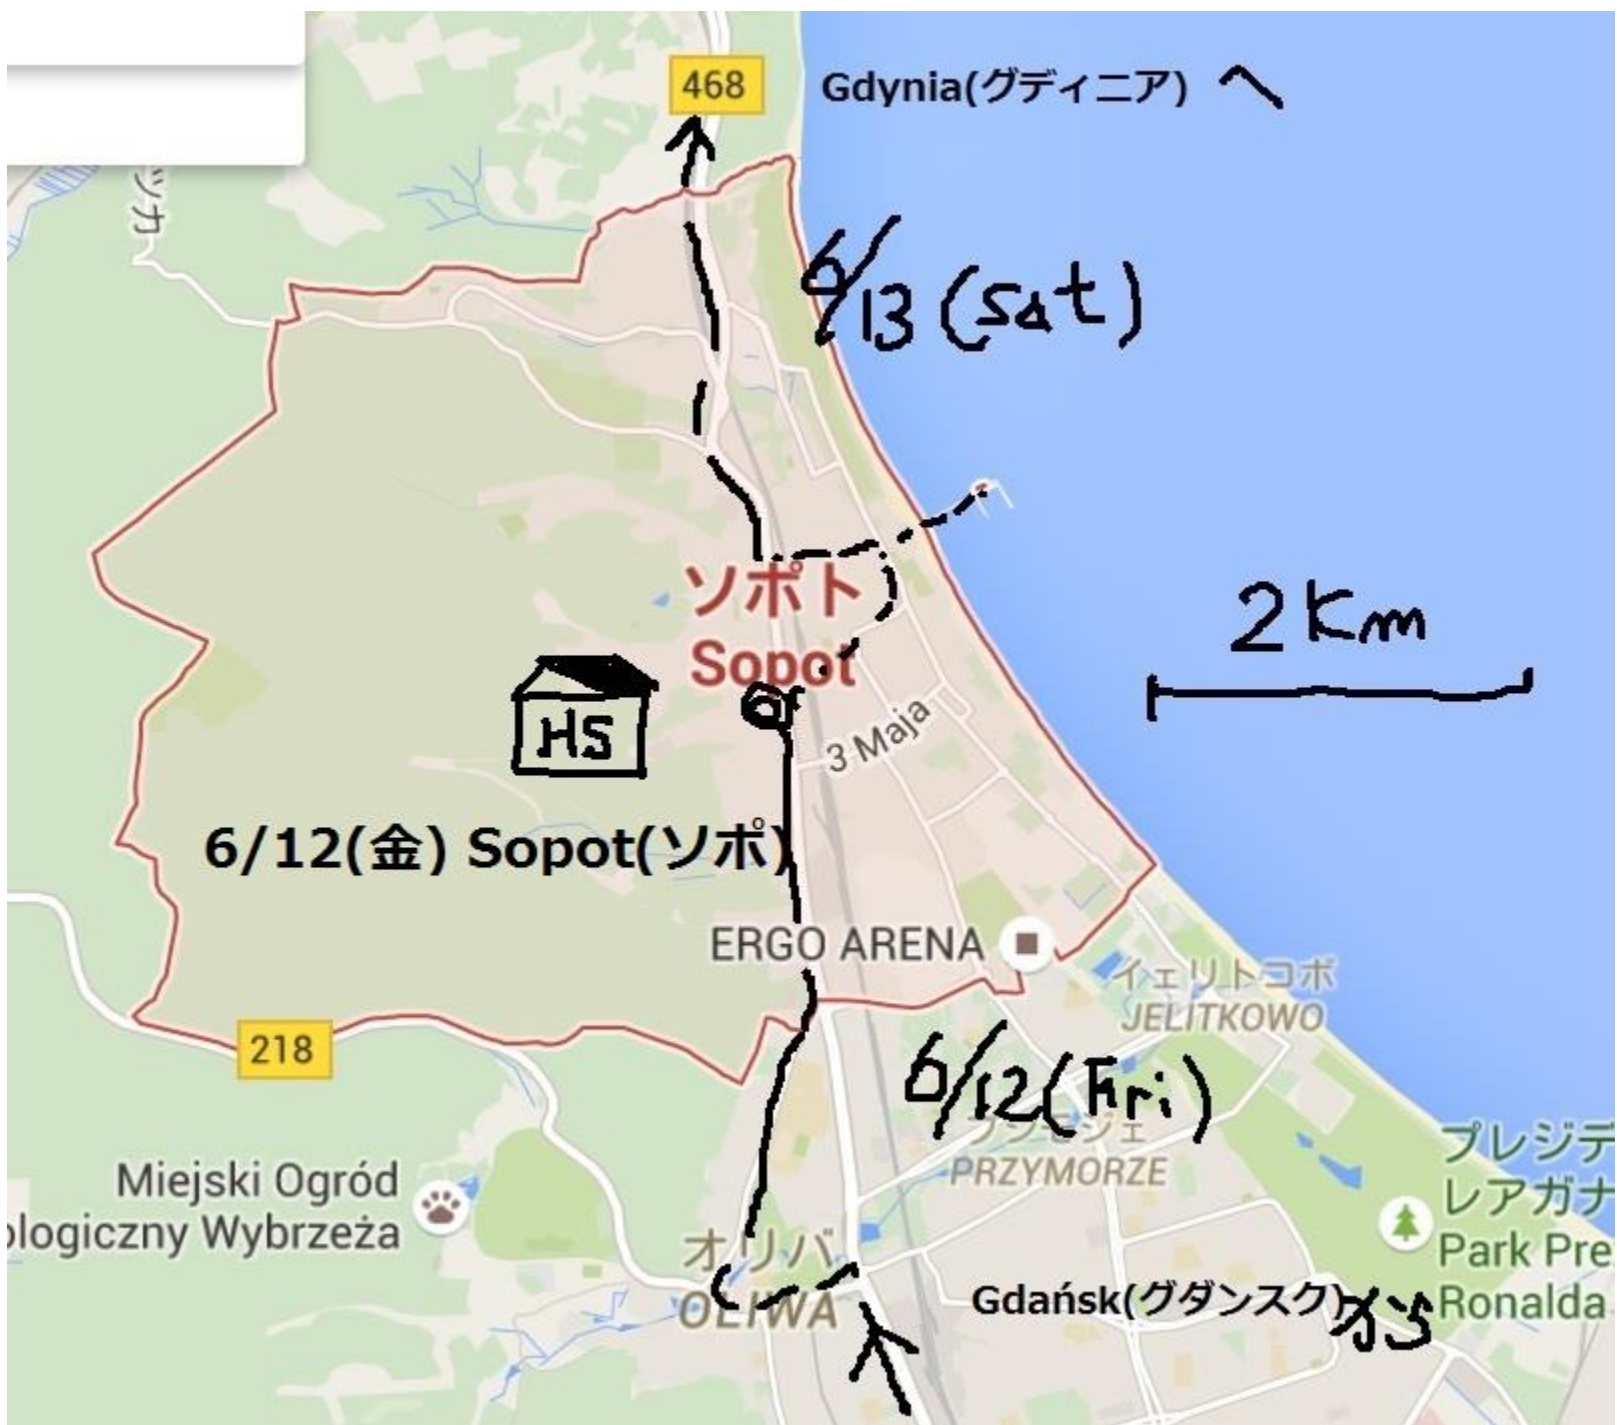 468
Gdynia(グディニア) へ
ツカ
6/13 (Sat)
ソポト
Sopot
2Km
HS
3 Maja
6/12(金) Sopot(ソポ)
ERGO ARENA
イェリトコボ
JELITKOWO
218
6/12(Fri)
PRZYMORZE
プレジデ
レアガナ
Park Pre
Ronalda
Miejski Ogród
ologiczny Wybrzeża
オリバ
OLIWA
Gdańsk(グダンスク)から